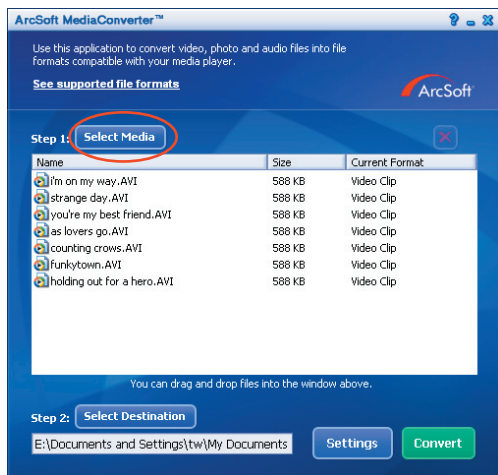 ArcSoft MediaConverter™
Use this application to convert video, photo and audio files into file
formats compatible with your media player.
See supported file formats
ArcSoft®
Step 1: Select Media
Name Size Current Format
i'm on my way.AVI 588 KB Video Clip
strange day.AVI 588 KB Video Clip
you're my best friend.AVI 588 KB Video Clip
as lovers go.AVI 588 KB Video Clip
counting crows.AVI 588 KB Video Clip
funkytown.AVI 588 KB Video Clip
holding out for a hero.AVI 588 KB Video Clip
You can drag and drop files into the window above.
Step 2: Select Destination
E:\Documents and Settings\tw\My Documents Settings Convert